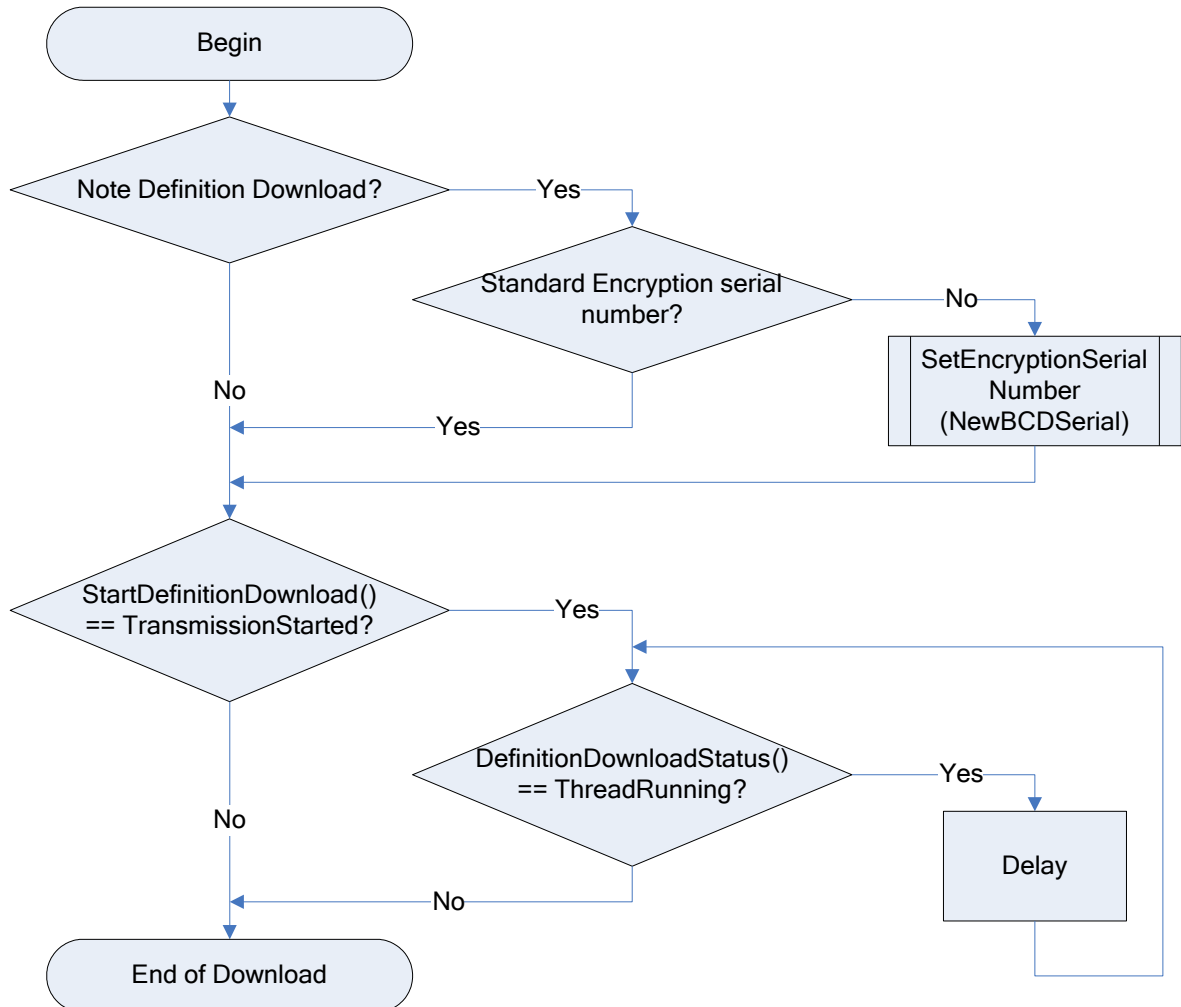 Begin
Note Definition Download?
Yes
Standard Encryption serial
number?
No
SetEncryptionSerial
Number
(NewBCDSerial)
No
Yes
StartDefinitionDownload()
== TransmissionStarted?
Yes
DefinitionDownloadStatus()
== ThreadRunning?
Yes
No
Delay
No
End of Download